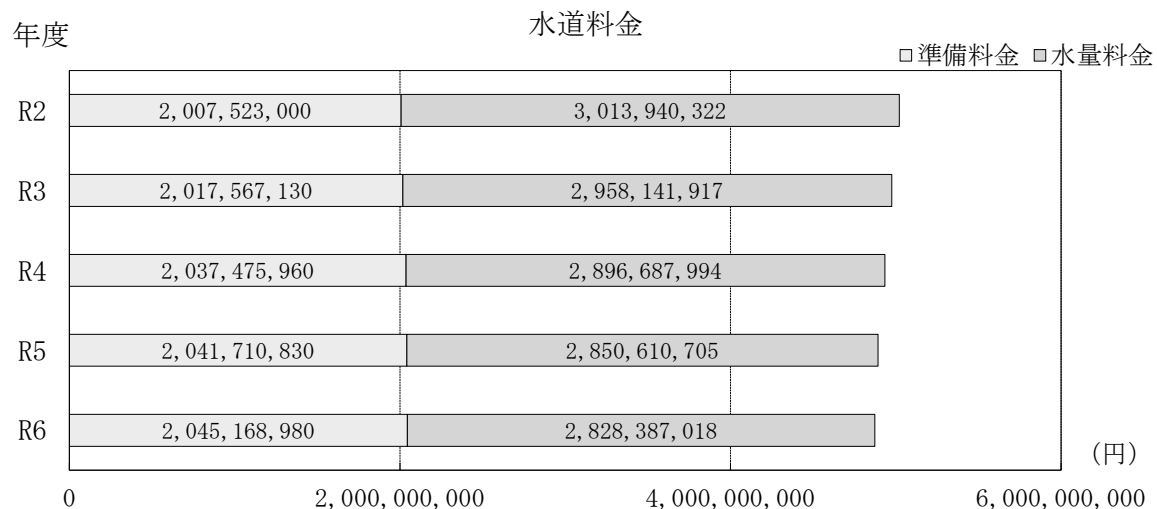 水道料金
年度
□準備料金 □水量料金
R2 2,007,523,000 3,013,940,322
R3 2,017,567,130 2,958,141,917
R4 2,037,475,960 2,896,687,994
R5 2,041,710,830 2,850,610,705
R6 2,045,168,980 2,828,387,018
(円)
0 2,000,000,000 4,000,000,000 6,000,000,000